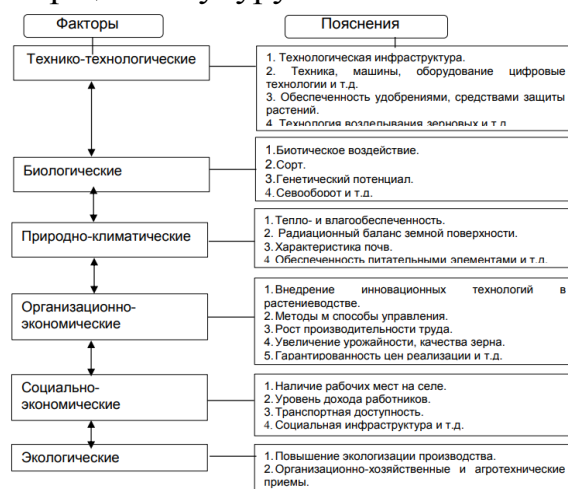 Факторы
Пояснения
Технико-технологические
1. Технологическая инфраструктура.
2. Техника, машины, оборудование цифровые
технологии и т.д.
3. Обеспеченность удобрениями, средствами защиты
растений.
4. Технология возделывания зерновых и т.д.
Биологические
1.Биотическое воздействие.
2.Сорт.
3.Генетический потенциал.
4.Севооборот и т.д.
Природно-климатические
1.Тепло- и влагообеспеченность.
2. Радиационный баланс земной поверхности.
3.Характеристика почв.
4 Обеспеченность питательными элементами и т.д.
Организационно-
экономические
1.Внедрение инновационных технологий в
растениеводстве.
2.Методы м способы управления.
3.Рост производительности труда.
4.Увеличение урожайности, качества зерна.
5.Гарантированность цен реализации и т.д.
Социально-
экономические
1.Наличие рабочих мест на селе.
2.Уровень дохода работников.
3.Транспортная доступность.
4.Социальная инфраструктура и т.д.
Экологические
1.Повышение экологизации производства.
2.Организационно-хозяйственные и агротехнические
приемы.